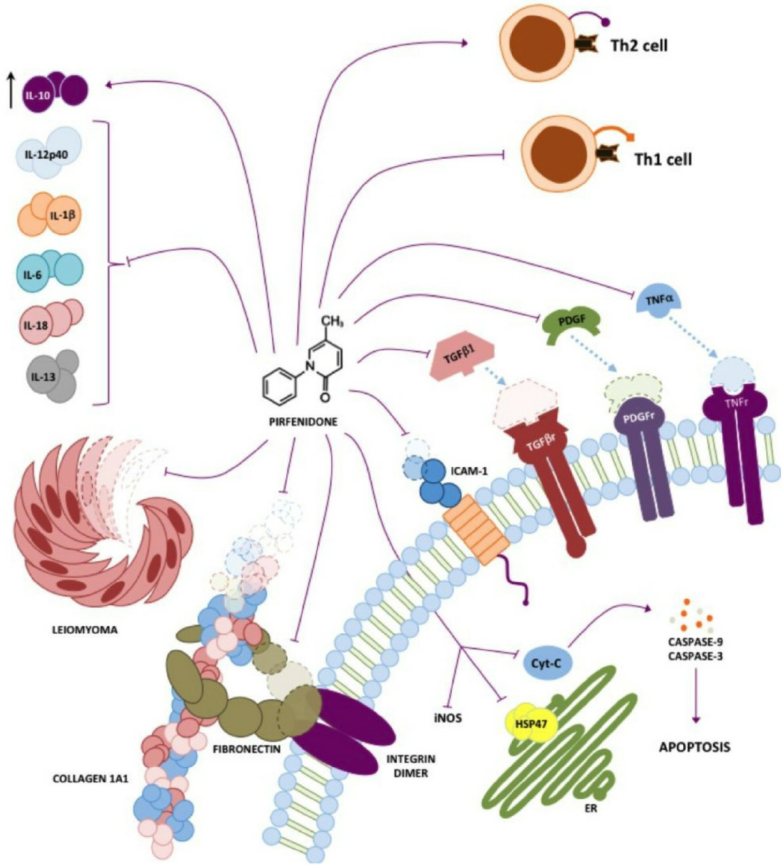 Th2 cell
IL-10
IL-12p40
Th1 cell
IL-1β
IL-6
TNFα
IL-18
CH₃
PDGF
TGFβ1
IL-13
N
O
TNFr
PIRFENIDONE
PDGFr
TGFβr
ICAM-1
LEIOMYOMA
CASPASE-9
CASPASE-3
Cyt-C
iNOS
HSP47
FIBRONECTIN
INTEGRIN
DIMER
APOPTOSIS
COLLAGEN 1A1
ER